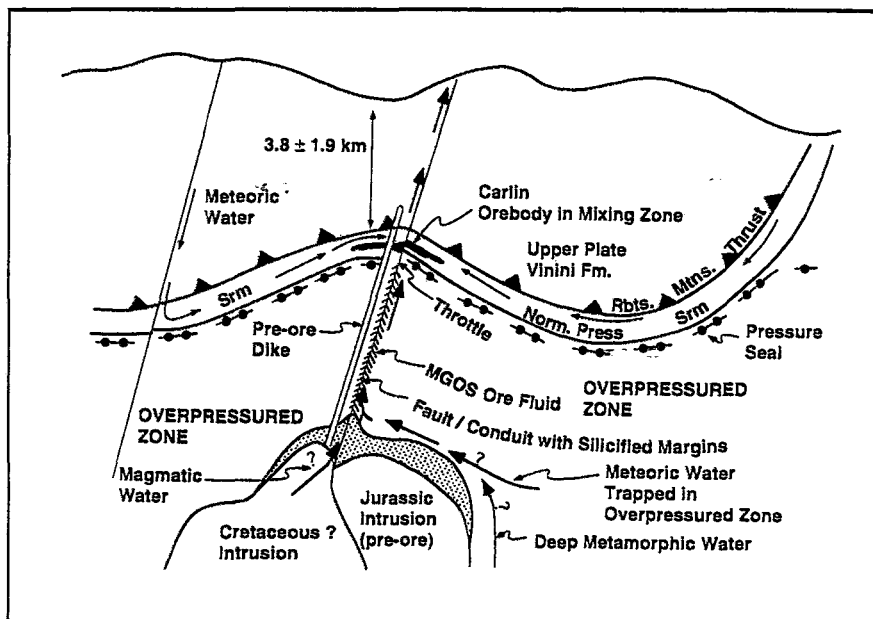 3.8 ± 1.9 km
Meteoric
Water
Carlin
Orebody in Mixing Zone
Upper Plate
Vinini Fm.
Rbts. Mtns. Thrust
Srm
Norm. Press
Srm
Throttle
Pre-ore
Dike
Pressure
Seal
MGOS Ore Fluid
OVERPRESSURED
ZONE
OVERPRESSURED
ZONE
Fault / Conduit with Silicified Margins
?
?
Magmatic
Water
Meteoric Water
Trapped in
Overpressured Zone
Jurassic
Intrusion
(pre-ore)
Cretaceous ?
Intrusion
Deep Metamorphic Water